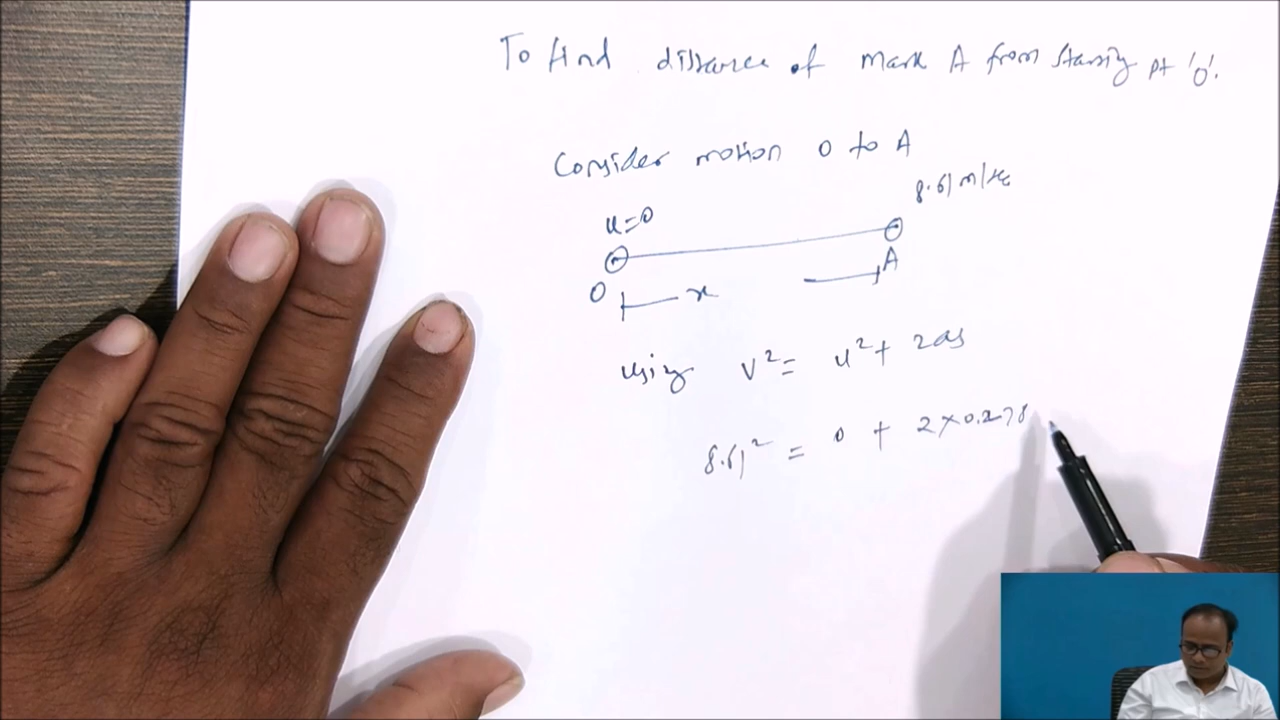 To find distance of mark A from starting pt 'O'.
Consider motion O to A
8.61 m/sec
u=0
O
A
x
using v² = u² + 2as
8.61² = 0 + 2×0.278